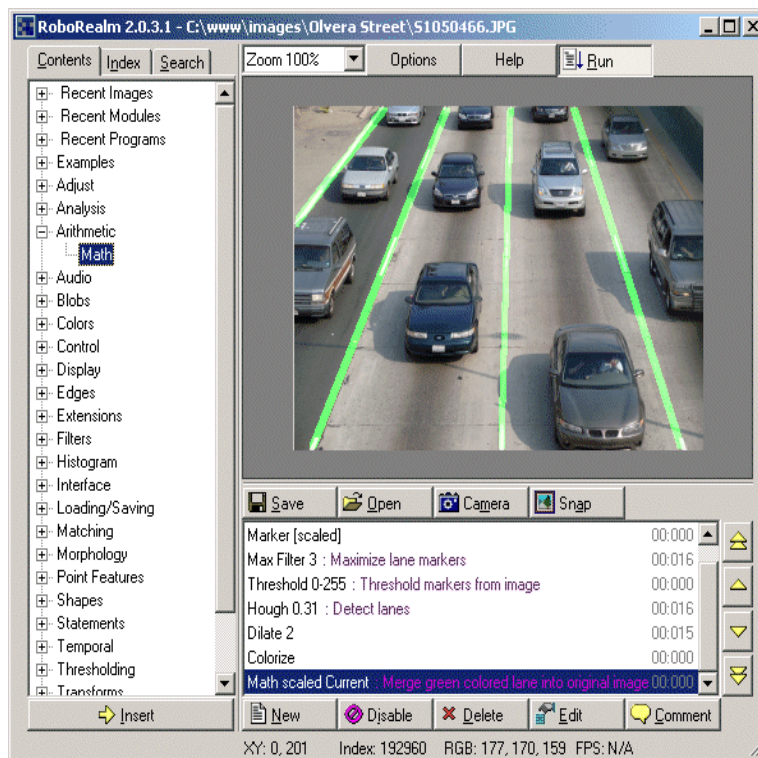 RoboRealm 2.0.3.1 - C:\www\images\Olvera Street\S1050466.JPG
Contents Index Search
Zoom 100% Options Help Run
Recent Images
Recent Modules
Recent Programs
Examples
Adjust
Analysis
Arithmetic
Math
Audio
Blobs
Colors
Control
Display
Edges
Extensions
Filters
Histogram
Interface
Loading/Saving
Matching
Morphology
Point Features
Shapes
Statements
Temporal
Thresholding
Transforms
Insert
Save Open Camera Snap
Marker [scaled] 00:000
Max Filter 3 : Maximize lane markers 00:016
Threshold 0-255 : Threshold markers from image 00:000
Hough 0.31 : Detect lanes 00:016
Dilate 2 00:015
Colorize 00:000
Math scaled Current : Merge green colored lane into original image 00:000
New Disable Delete Edit Comment
XY: 0, 201 Index: 192960 RGB: 177, 170, 159 FPS: N/A